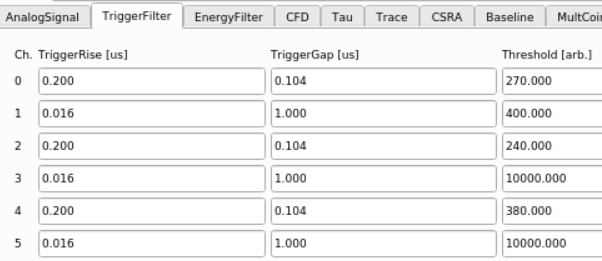 AnalogSignal TriggerFilter EnergyFilter CFD Tau Trace CSRA Baseline MultCoin
Ch. TriggerRise [us] TriggerGap [us] Threshold [arb.]
0 0.200 0.104 270.000
1 0.016 1.000 400.000
2 0.200 0.104 240.000
3 0.016 1.000 10000.000
4 0.200 0.104 380.000
5 0.016 1.000 10000.000